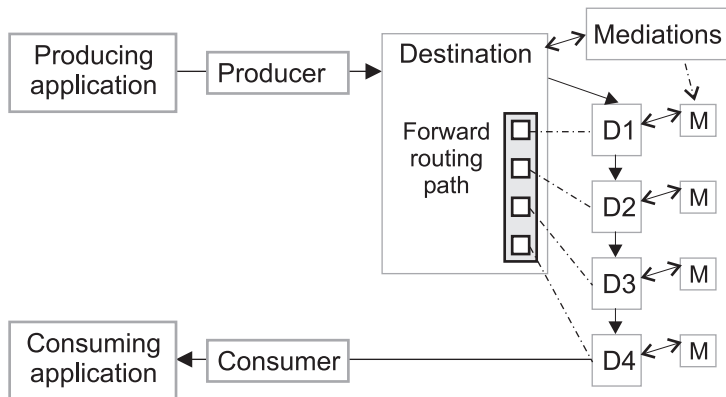 Producing
application
Producer
Destination
Mediations
Forward
routing
path
D1
M
D2
M
D3
M
Consuming
application
Consumer
D4
M